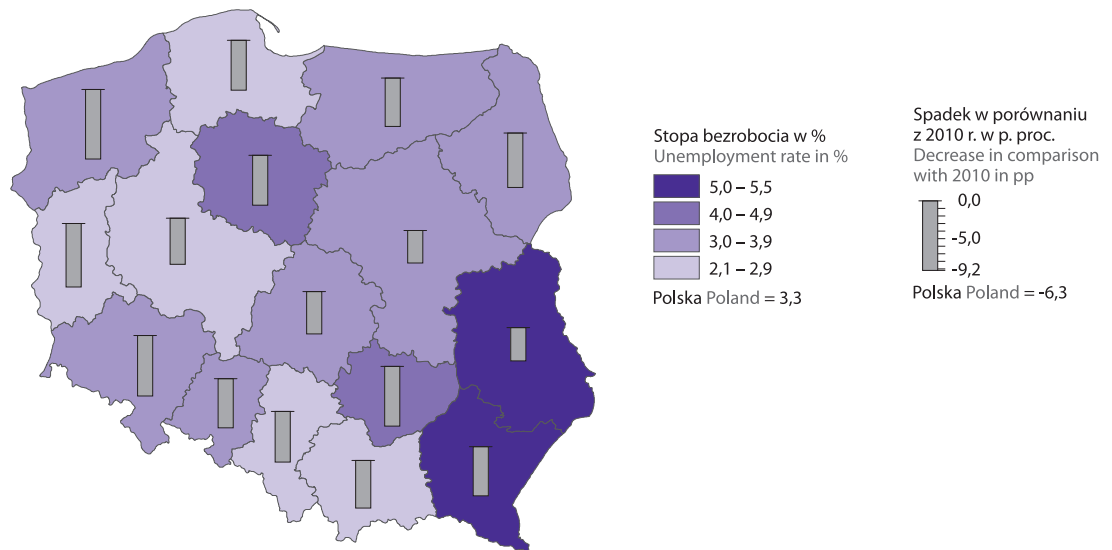 Stopa bezrobocia w %
Unemployment rate in %
5,0 – 5,5
4,0 – 4,9
3,0 – 3,9
2,1 – 2,9
Polska Poland = 3,3
Spadek w porównaniu
z 2010 r. w p. proc.
Decrease in comparison
with 2010 in pp
0,0
-5,0
-9,2
Polska Poland = -6,3